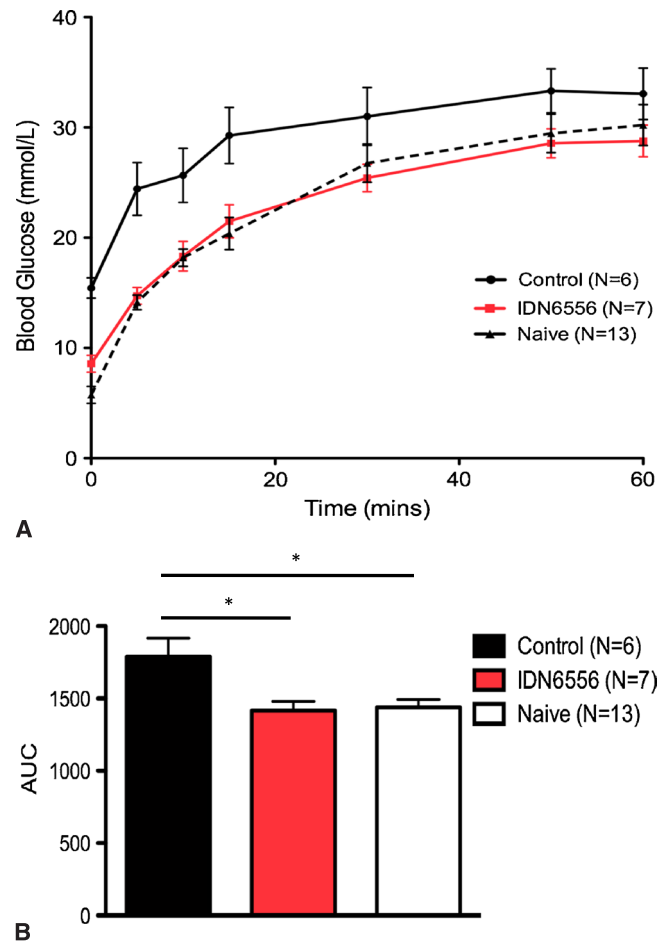 40
30
20
10
0
Blood Glucose (mmol/L)
Control (N=6)
IDN6556 (N=7)
Naive (N=13)
0 20 40 60
Time (mins)
A
*
*
2000
1500
1000
500
0
AUC
Control (N=6)
IDN6556 (N=7)
Naive (N=13)
B